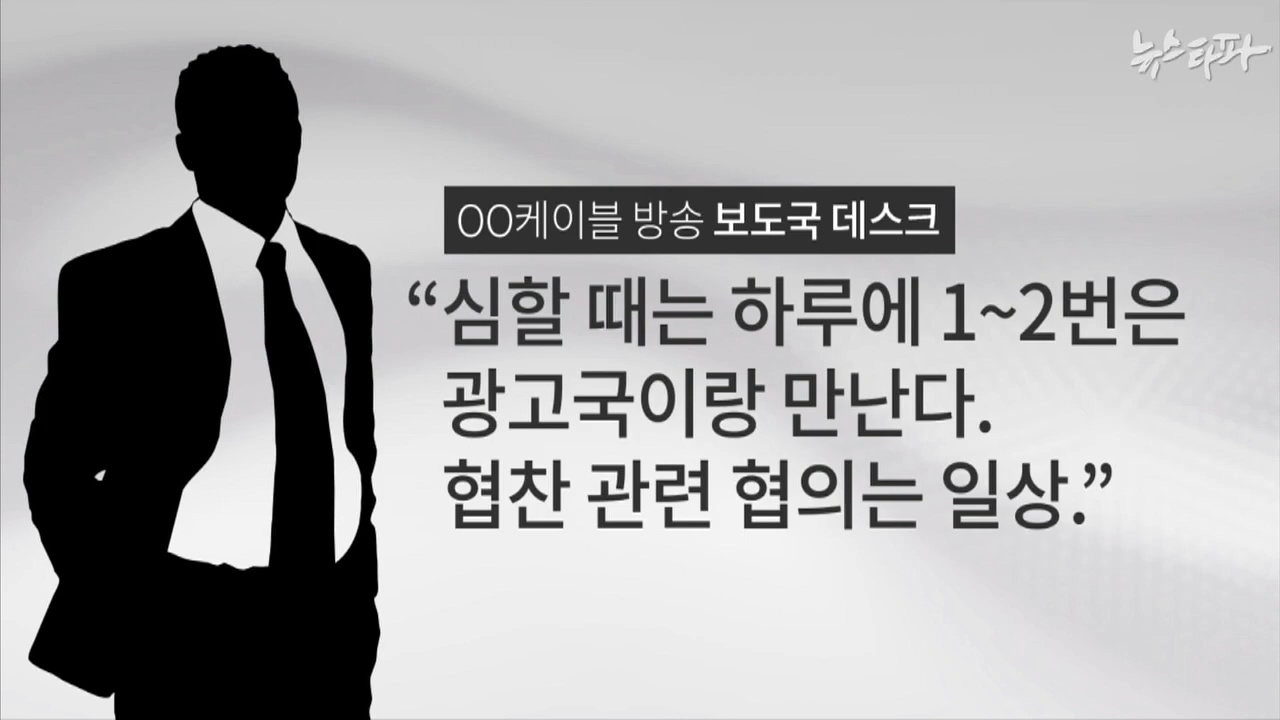 뉴스타파
OO케이블 방송 보도국 데스크
“심할 때는 하루에 1~2번은
광고국이랑 만난다.
협찬 관련 협의는 일상.”